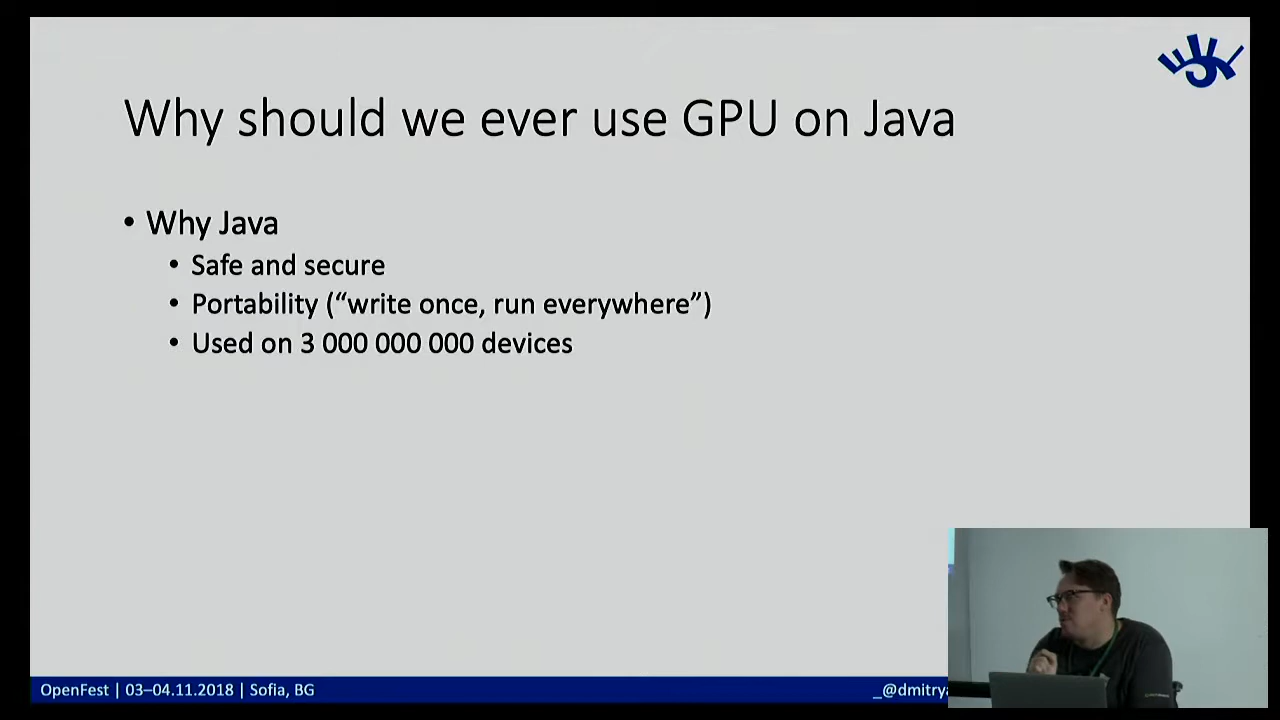 Why should we ever use GPU on Java
• Why Java
• Safe and secure
• Portability (“write once, run everywhere”)
• Used on 3 000 000 000 devices
OpenFest | 03–04.11.2018 | Sofia, BG
_@dmitrya